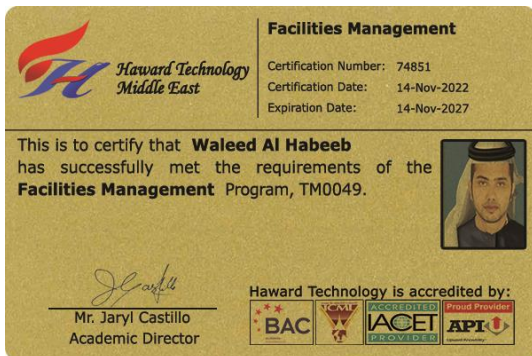 Haward Technology
Middle East
Facilities Management
Certification Number: 74851
Certification Date: 14-Nov-2022
Expiration Date: 14-Nov-2027
This is to certify that Waleed Al Habeeb
has successfully met the requirements of the
Facilities Management Program, TM0049.
Mr. Jaryl Castillo
Academic Director
Haward Technology is accredited by:
BAC
ACCREDITED
IACET
PROVIDER
Proud Provider
API U